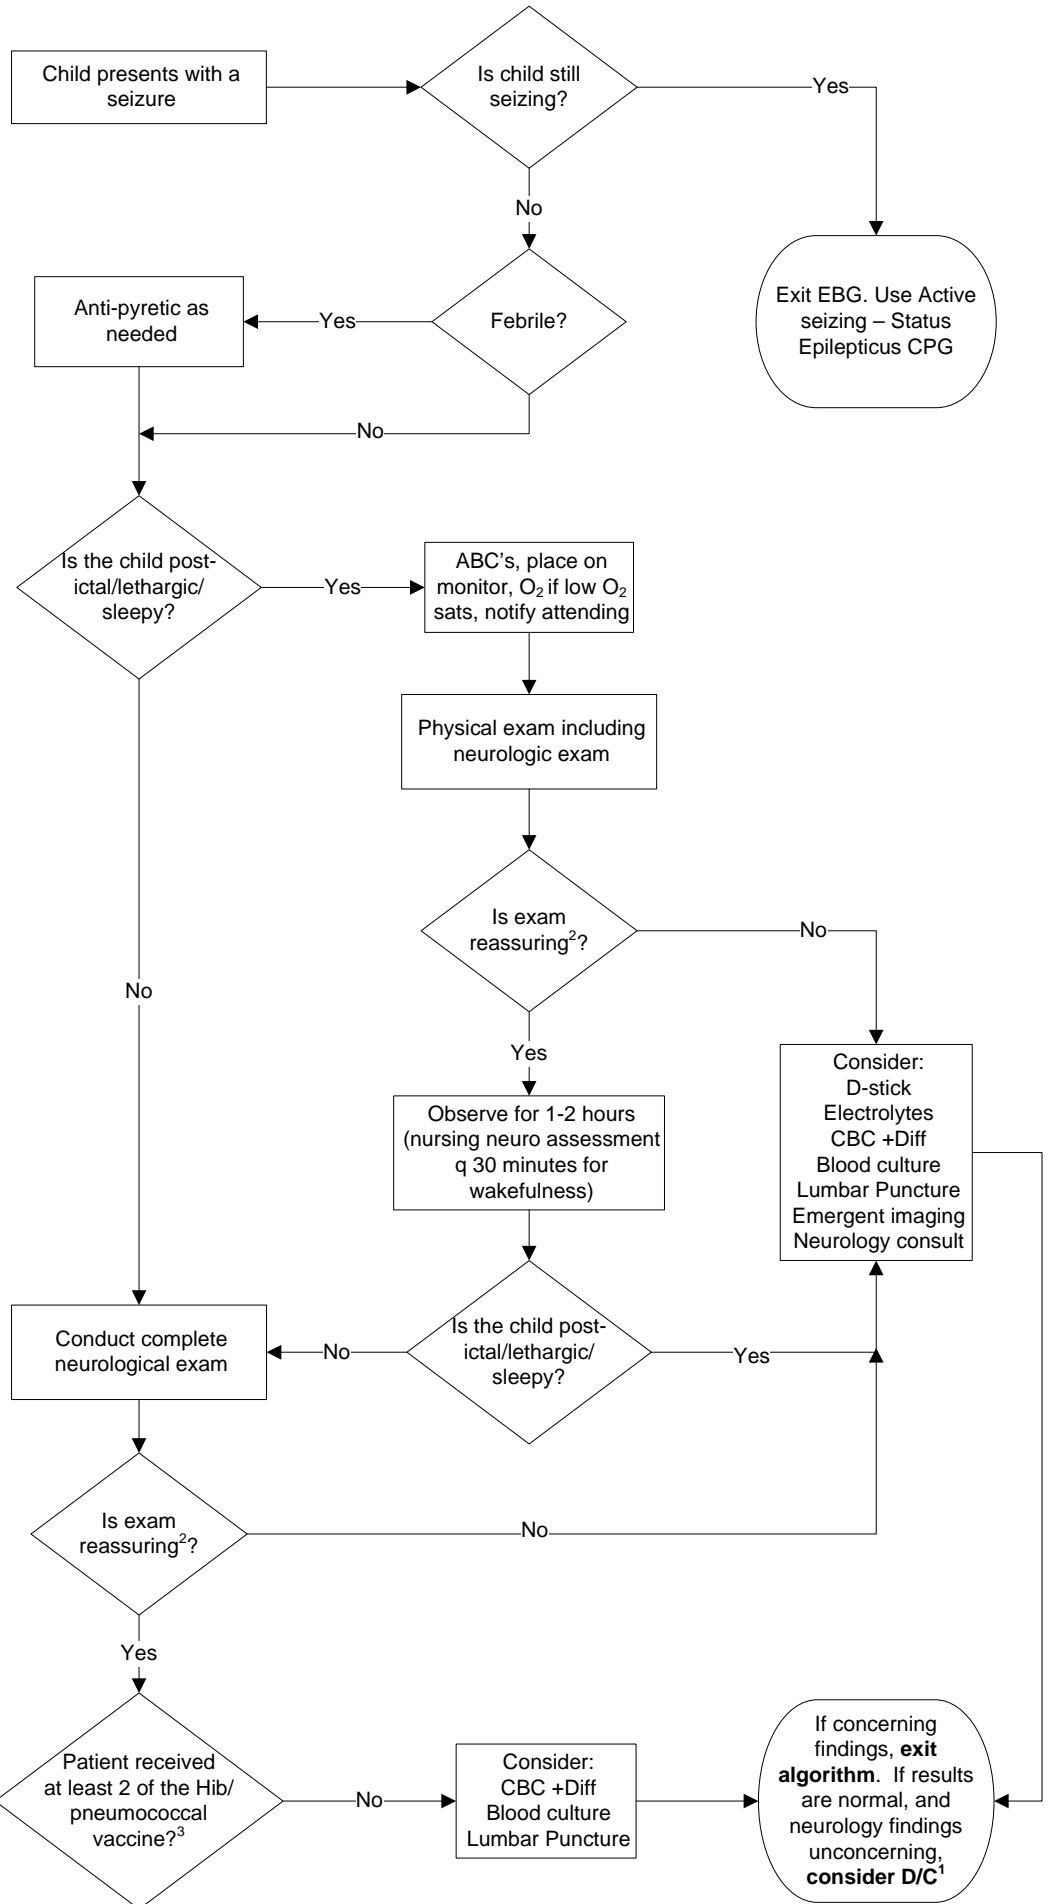 Child presents with a
seizure
Is child still
seizing?
Yes
No
Exit EBG. Use Active
seizing – Status
Epilepticus CPG
Febrile?
Yes
Anti-pyretic as
needed
No
Is the child post-
ictal/lethargic/
sleepy?
Yes
ABC's, place on
monitor, O2 if low O2
sats, notify attending
Physical exam including
neurologic exam
Is exam
reassuring2?
No
No
Yes
Consider:
D-stick
Electrolytes
CBC +Diff
Blood culture
Lumbar Puncture
Emergent imaging
Neurology consult
Observe for 1-2 hours
(nursing neuro assessment
q 30 minutes for
wakefulness)
Is the child post-
ictal/lethargic/
sleepy?
Yes
No
Conduct complete
neurological exam
Is exam
reassuring2?
No
Yes
Patient received
at least 2 of the Hib/
pneumococcal
vaccine?3
No
Consider:
CBC +Diff
Blood culture
Lumbar Puncture
If concerning
findings, exit
algorithm. If results
are normal, and
neurology findings
unconcerning,
consider D/C1